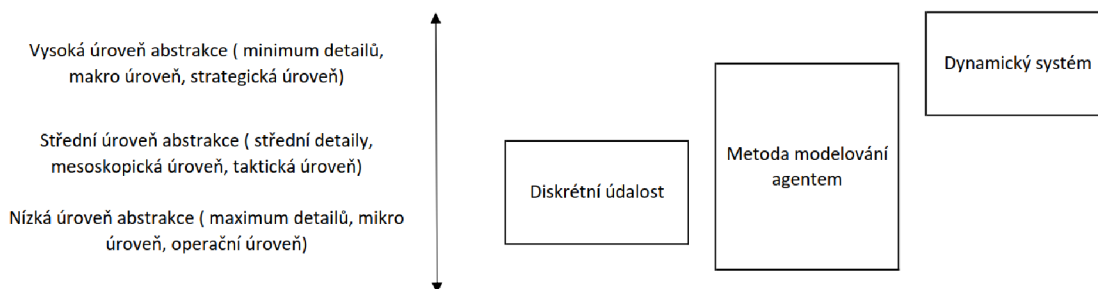 Vysoká úroveň abstrakce ( minimum detailů,
makro úroveň, strategická úroveň)
Střední úroveň abstrakce ( střední detaily,
mesoskopická úroveň, taktická úroveň)
Nízká úroveň abstrakce ( maximum detailů, mikro
úroveň, operační úroveň)
Diskrétní údalost
Metoda modelování
agentem
Dynamický systém